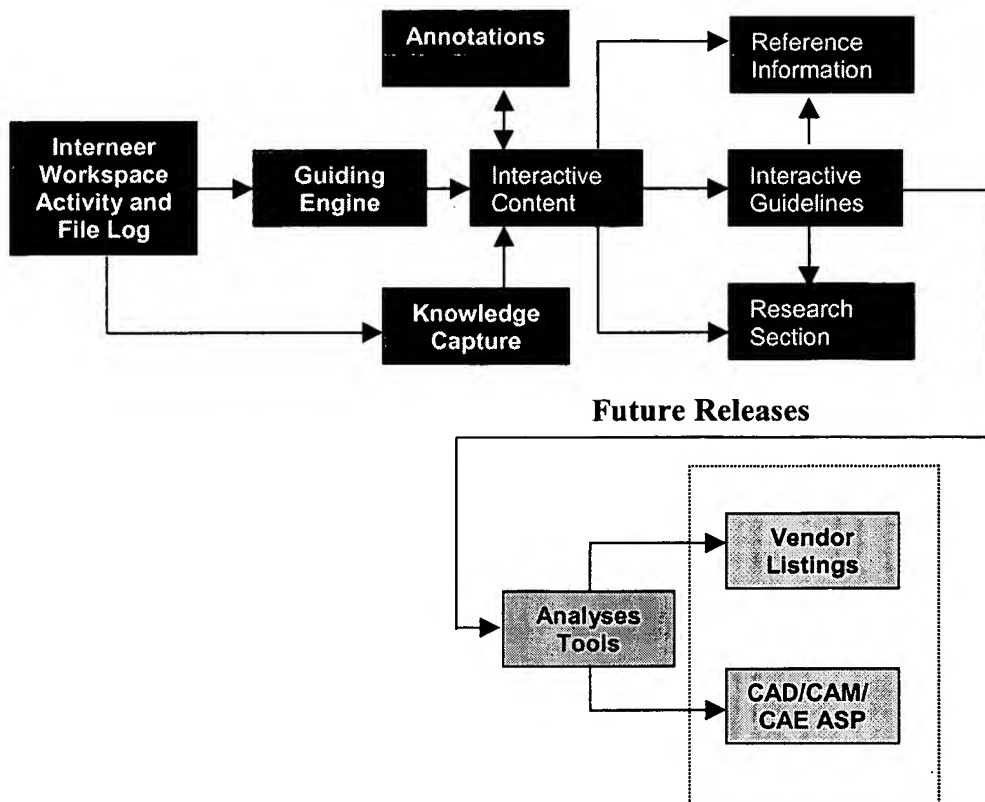 Annotations
Reference
Information
Interneer
Workspace
Activity and
File Log
Guiding
Engine
Interactive
Content
Interactive
Guidelines
Knowledge
Capture
Research
Section
Future Releases
Vendor
Listings
Analyses
Tools
CAD/CAM/
CAE ASP